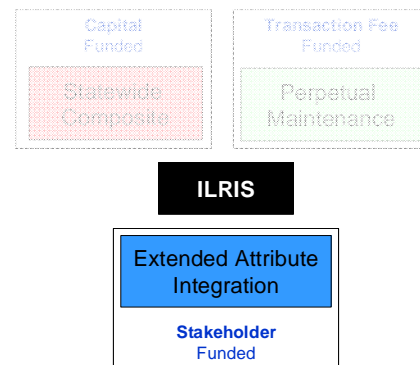 Capital
Funded
Statewide
Composite
Transaction Fee
Funded
Perpetual
Maintenance
ILRIS
Extended Attribute
Integration
Stakeholder
Funded